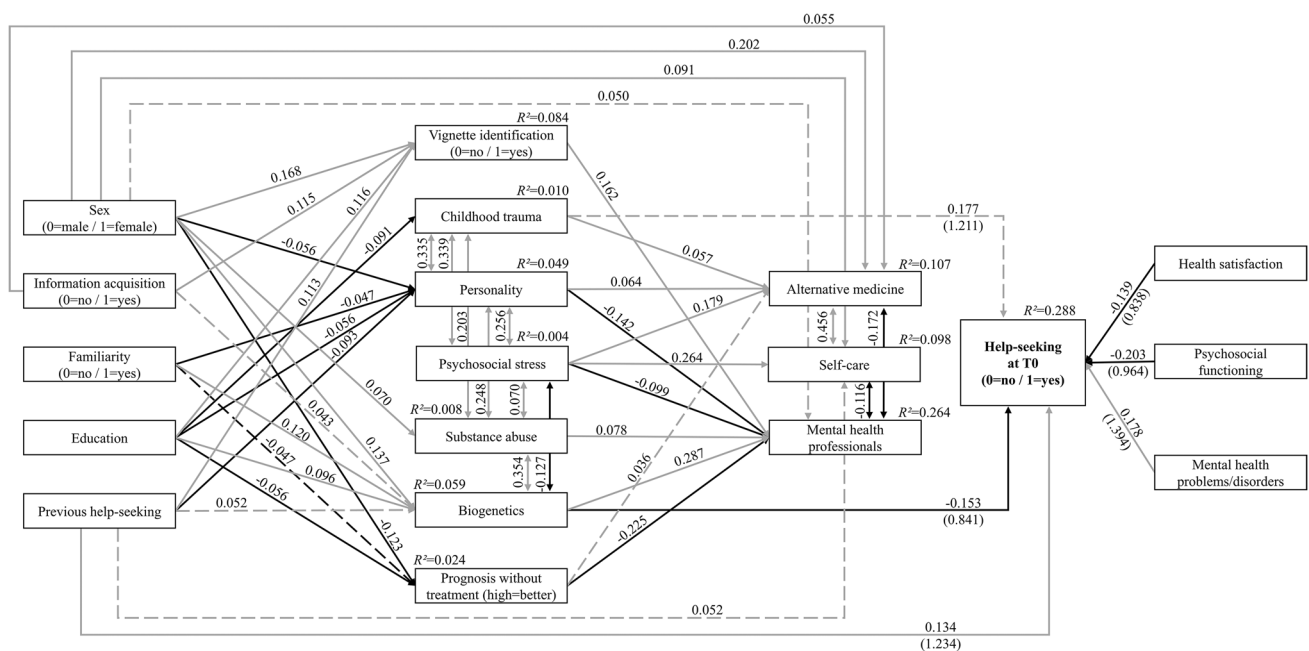 0.055
0.202
0.091
0.050
R²=0.084
Vignette identification
(0=no / 1=yes)
0.168
0.115
0.116
0.162
R²=0.010
Childhood trauma
Sex
(0=male / 1=female)
0.177
(1.211)
-0.091
-0.056
0.335
0.339
0.057
R²=0.049
Personality
0.064
R²=0.107
Alternative medicine
Health satisfaction
Information acquisition
(0=no / 1=yes)
0.113
-0.047
-0.056
-0.093
0.203
0.256
0.179
-0.142
0.456
-0.172
-0.139
(0.838)
R²=0.288
Help-seeking
at T0
(0=no / 1=yes)
R²=0.004
Psychosocial stress
0.264
-0.099
R²=0.098
Self-care
-0.203
(0.964)
Psychosocial
functioning
Familiarity
(0=no / 1=yes)
0.070
0.248
0.070
-0.116
R²=0.008
Substance abuse
0.078
R²=0.264
Mental health
professionals
0.178
(1.394)
Education
0.043
0.120
0.137
-0.047
0.096
-0.056
0.354
-0.127
0.287
0.036
Mental health
problems/disorders
R²=0.059
Biogenetics
-0.153
(0.841)
Previous help-seeking
0.052
-0.123
-0.225
R²=0.024
Prognosis without
treatment (high=better)
0.052
0.134
(1.234)